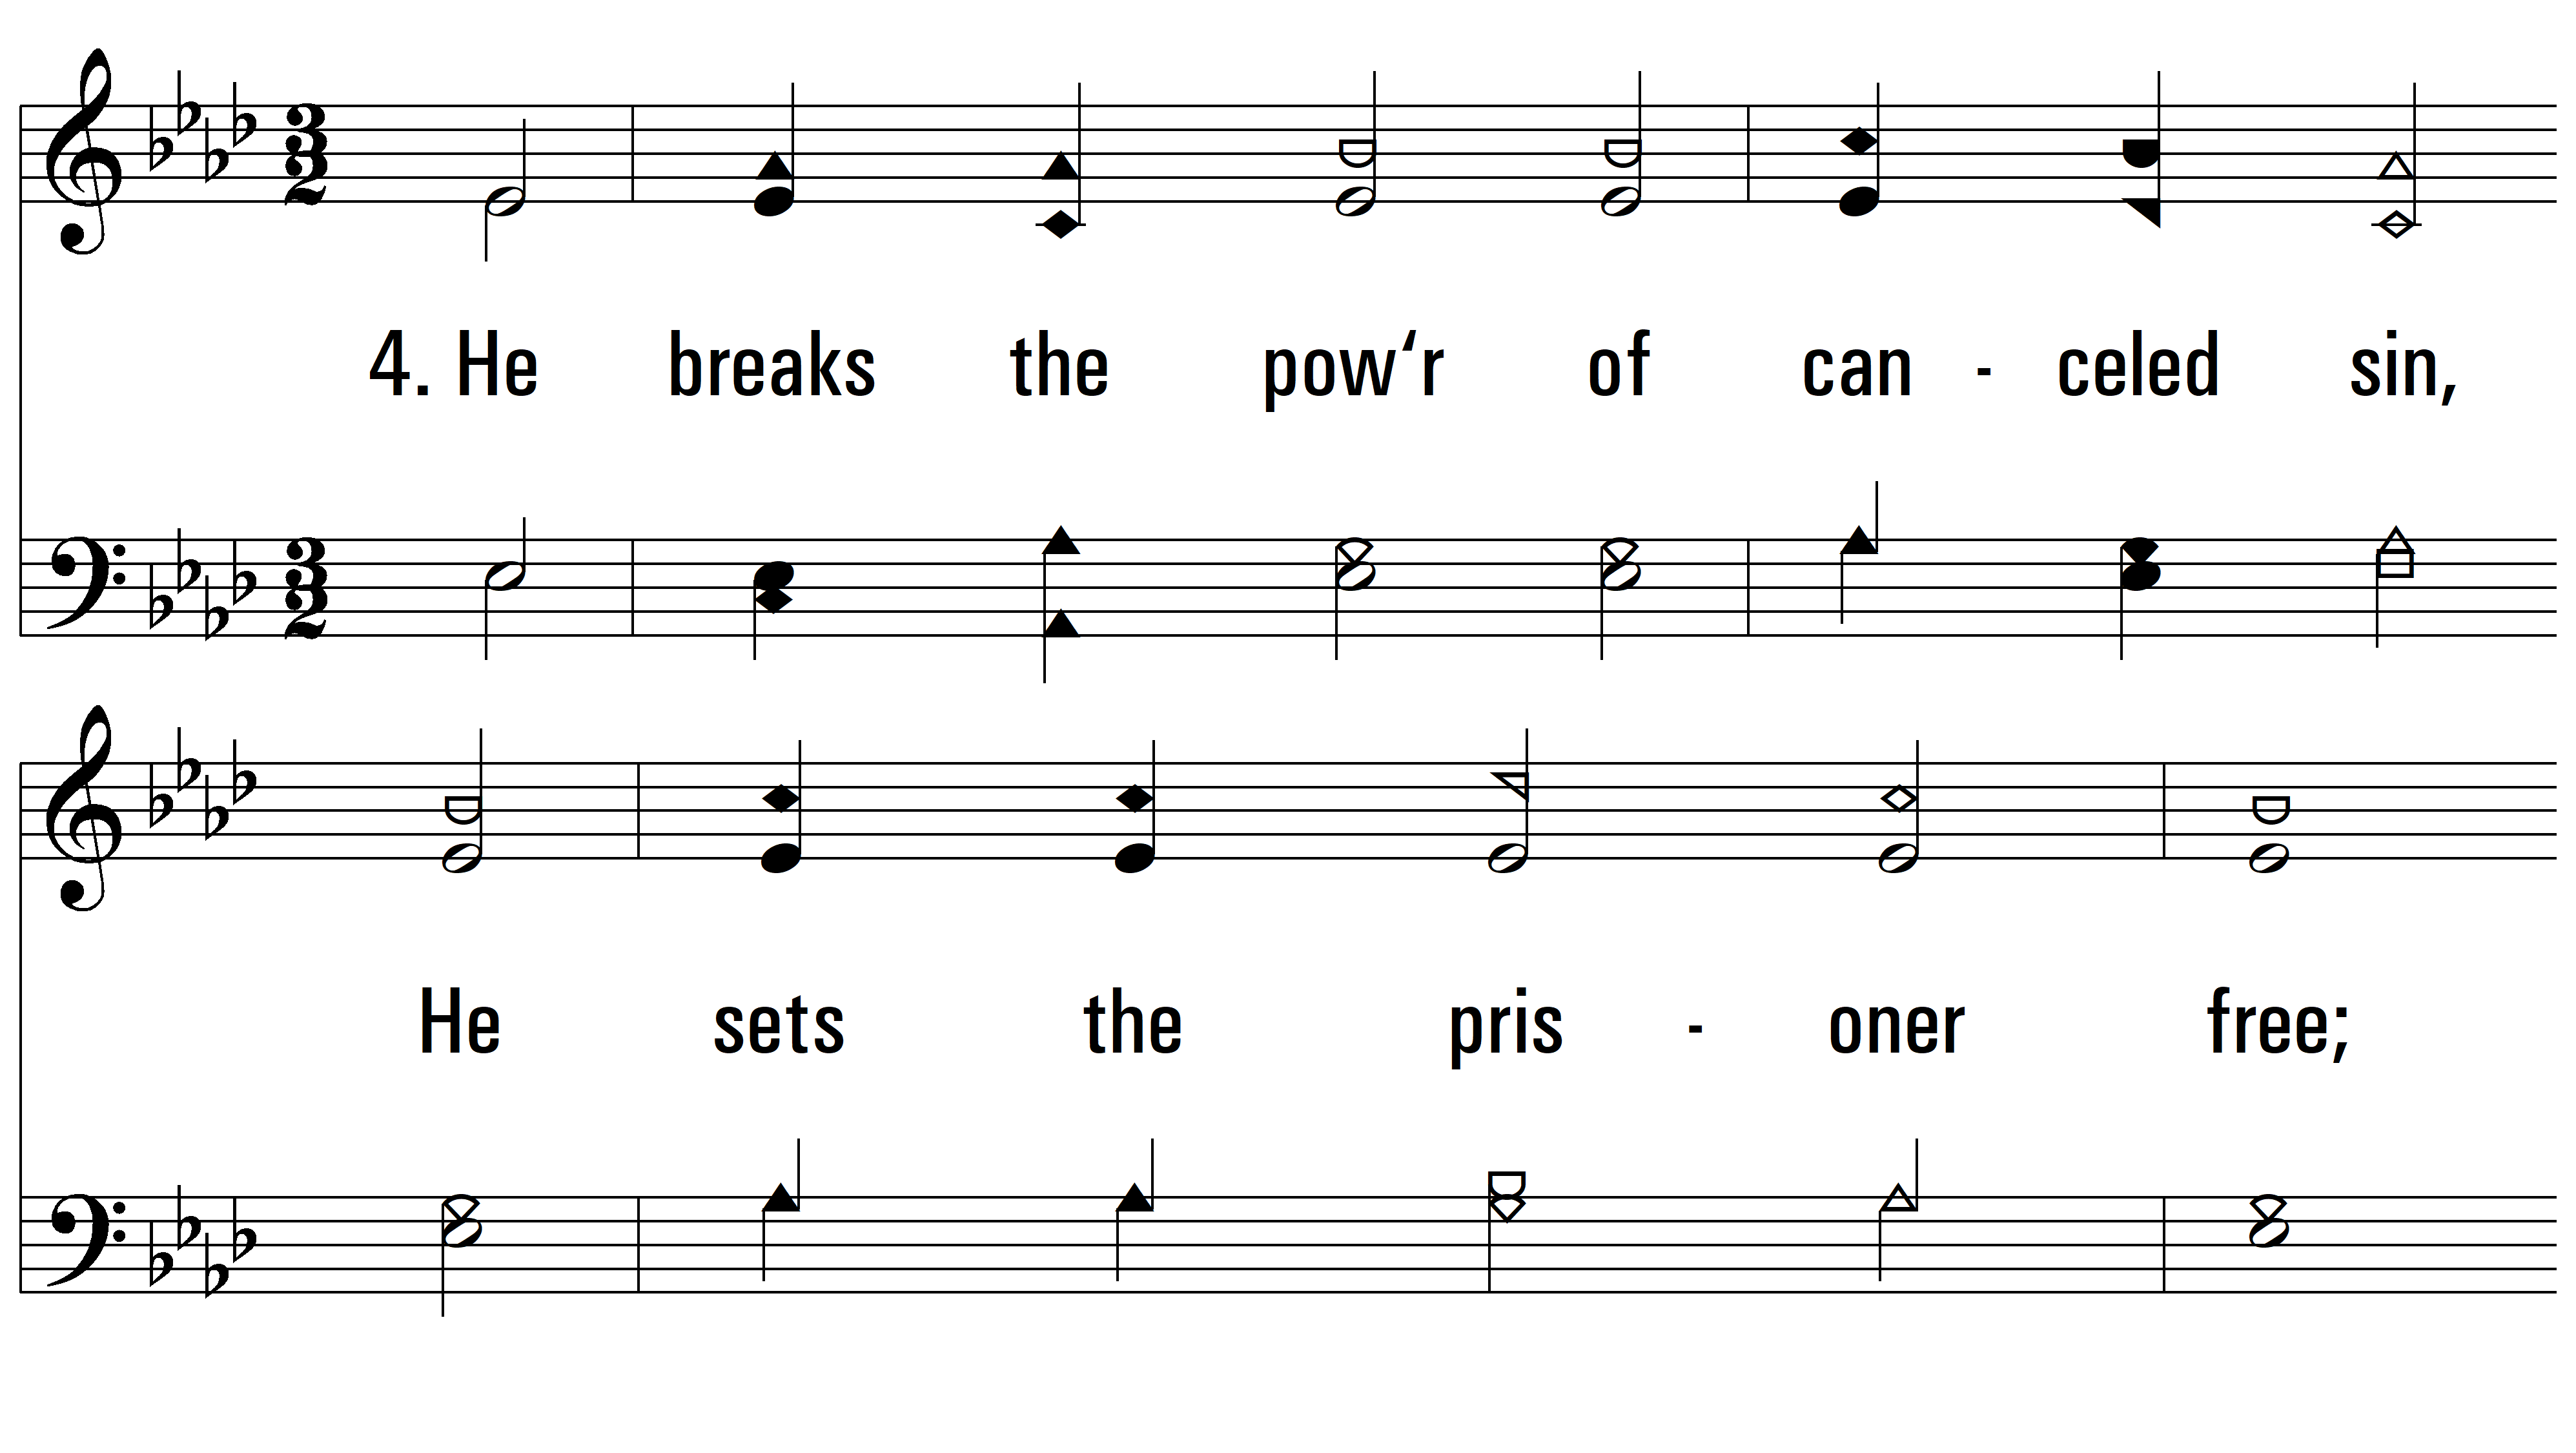 4. He breaks the pow‘r of can - celed sin,
He sets the pris - oner free;